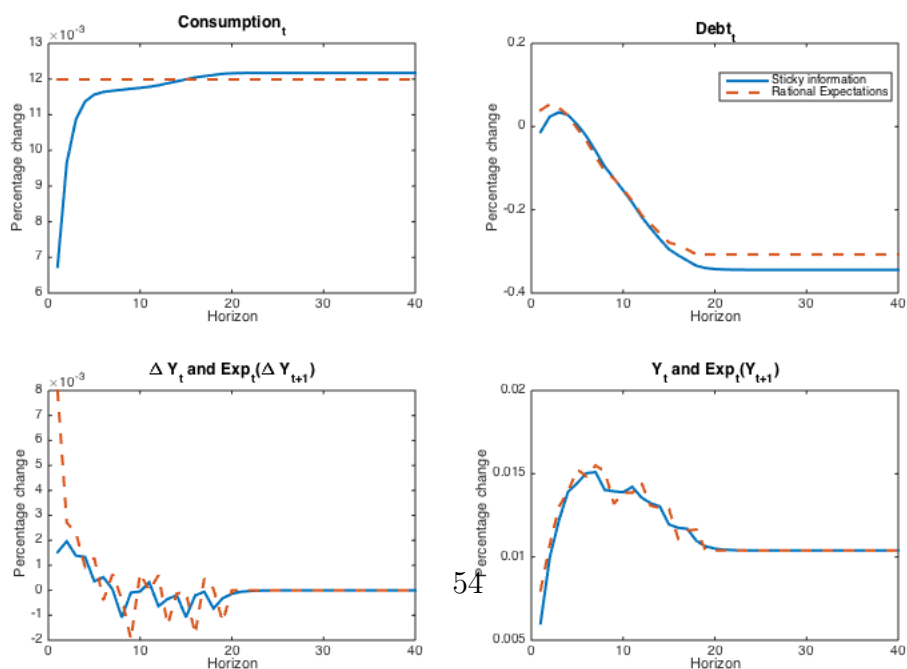 Consumption_t
×10⁻³
13
12
11
10
9
8
7
6
Percentage change
0 10 20 30 40
Horizon
Debt_t
0.2
0
-0.2
-0.4
Percentage change
Sticky information
Rational Expectations
0 10 20 30 40
Horizon
Δ Y_t and Exp_t(Δ Y_{t+1})
×10⁻³
8
7
6
5
4
3
2
1
0
-1
-2
Percentage change
0 10 20 30 40
Horizon
Y_t and Exp_t(Y_{t+1})
0.02
0.015
0.01
0.005
Percentage change
0 10 20 30 40
Horizon
54